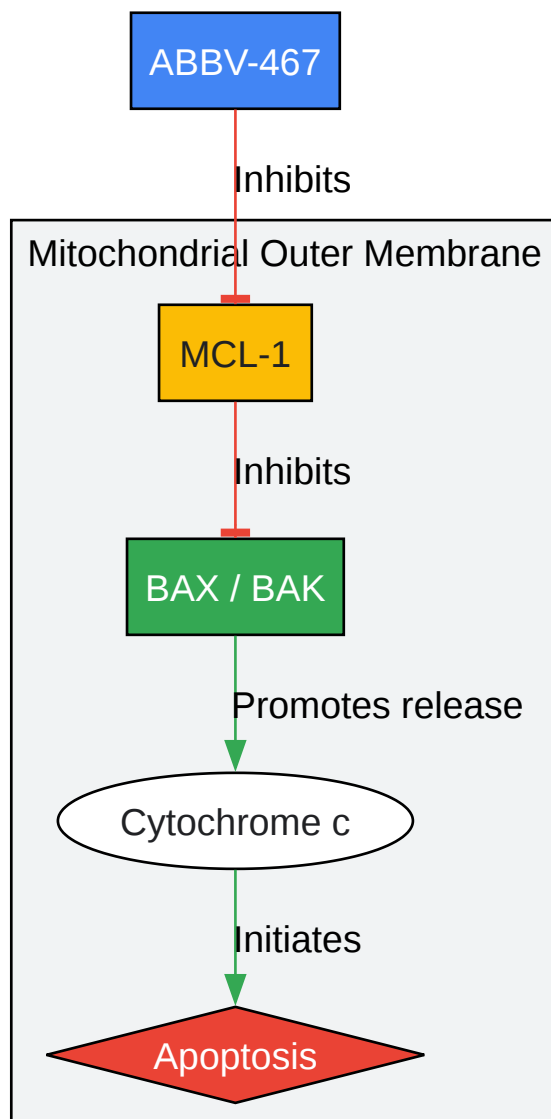 ABBV-467
Inhibits
Mitochondrial Outer Membrane
MCL-1
Inhibits
BAX / BAK
Promotes release
Cytochrome c
Initiates
Apoptosis